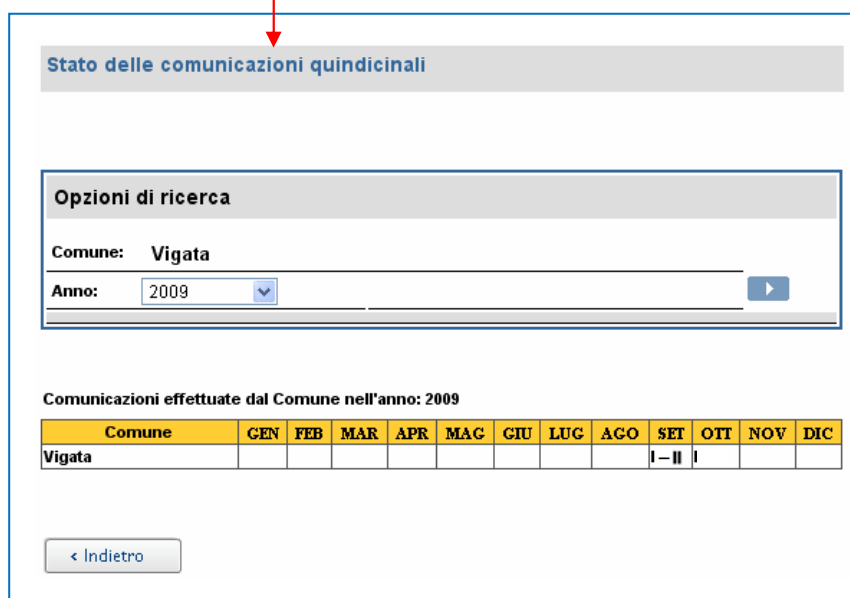 Stato delle comunicazioni quindicinali
Opzioni di ricerca
Comune: Vigata
Anno: 2009
Comunicazioni effettuate dal Comune nell'anno: 2009
Comune GEN FEB MAR APR MAG GIU LUG AGO SET OTT NOV DIC
Vigata I – II I
< Indietro